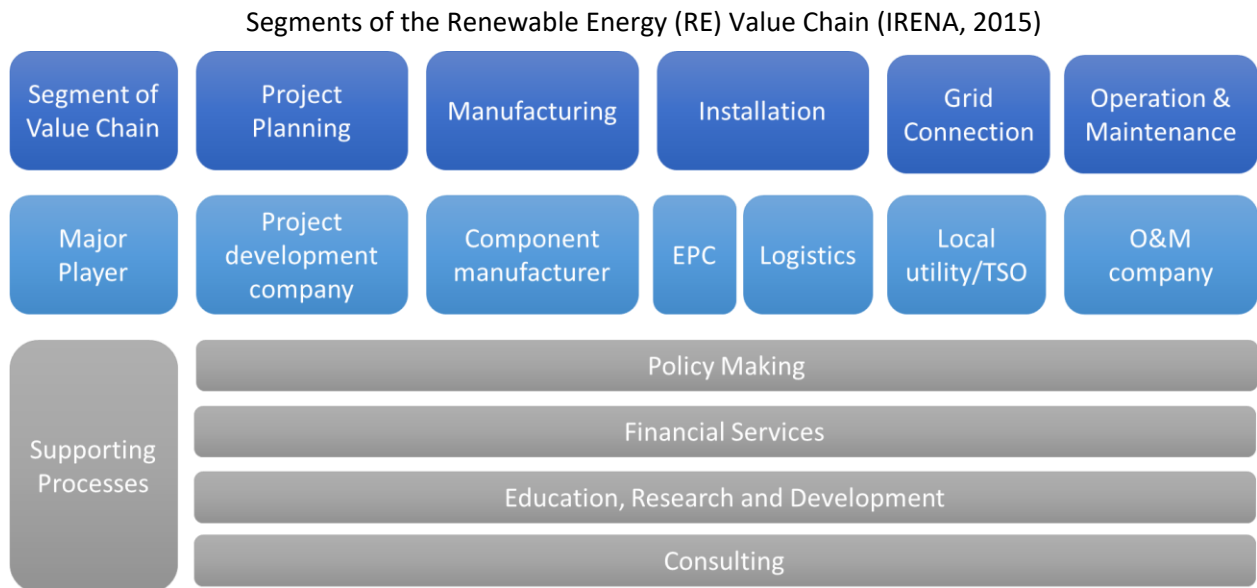 Segments of the Renewable Energy (RE) Value Chain (IRENA, 2015)
Segment of
Value Chain
Project
Planning
Manufacturing
Installation
Grid
Connection
Operation &
Maintenance
Major
Player
Project
development
company
Component
manufacturer
EPC
Logistics
Local
utility/TSO
O&M
company
Supporting
Processes
Policy Making
Financial Services
Education, Research and Development
Consulting